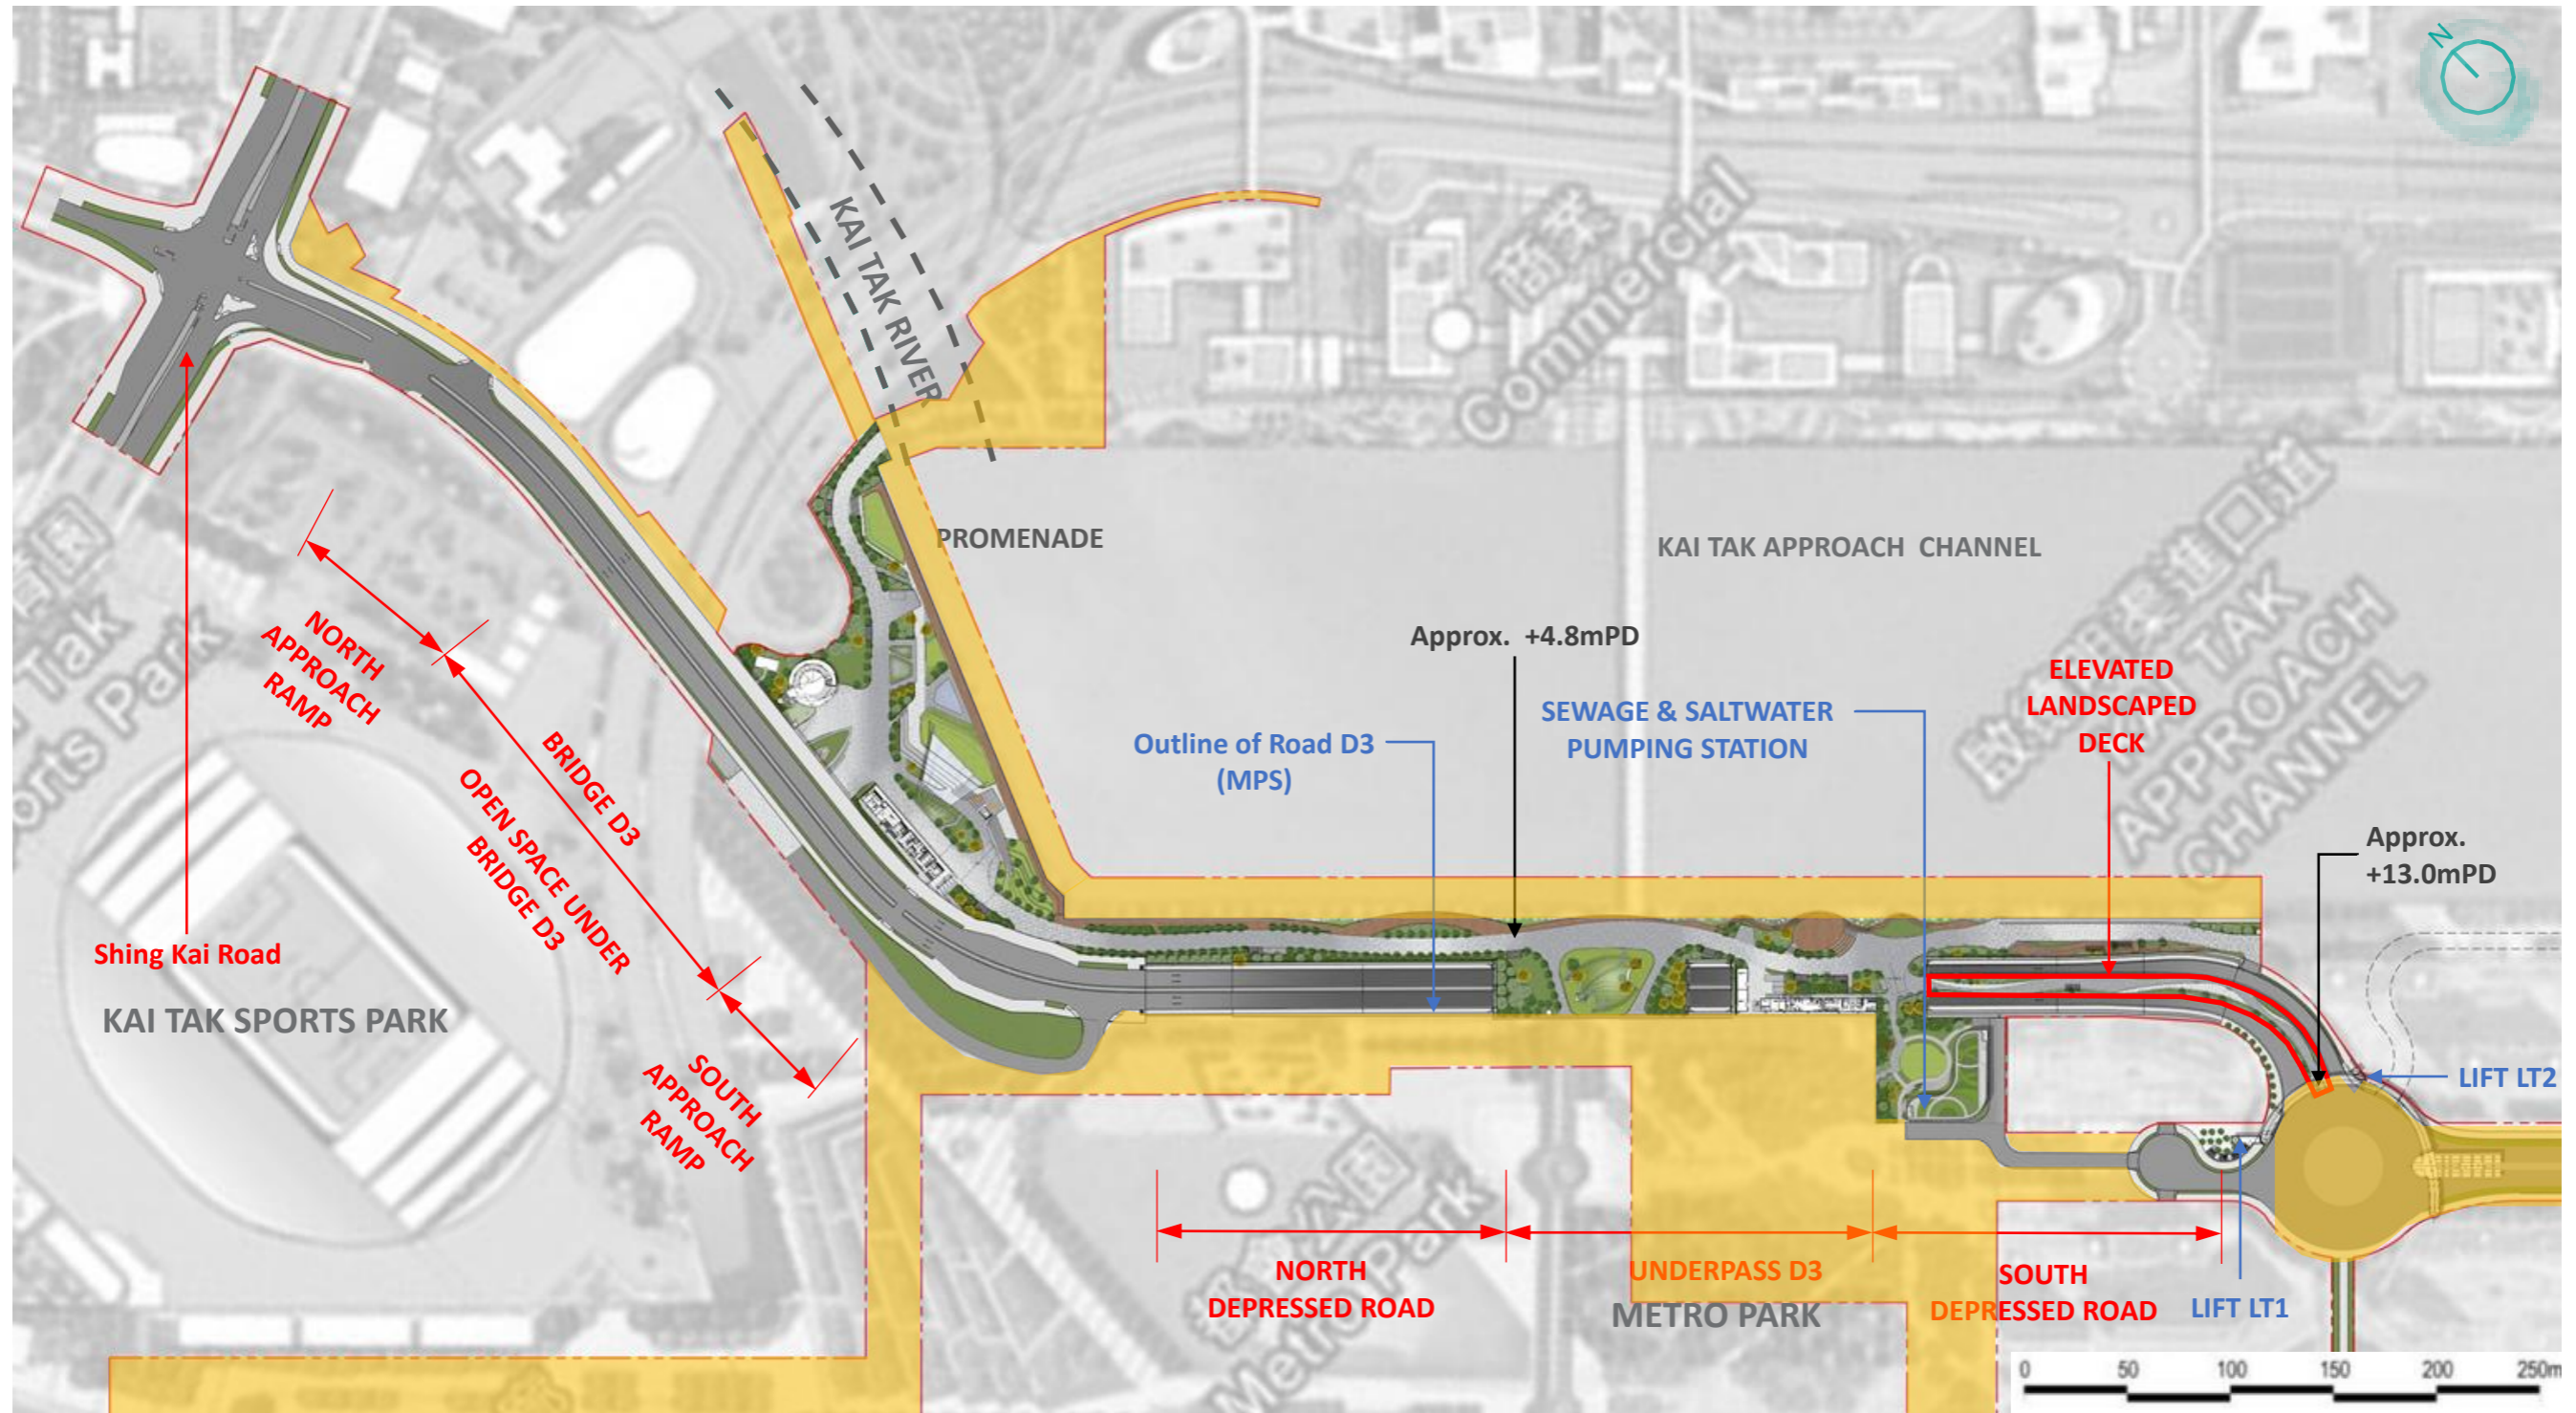 N
KAI TAK RIVER
商業
Commercial
PROMENADE
KAI TAK APPROACH CHANNEL
Approx. +4.8mPD
ELEVATED
LANDSCAPED
DECK
SEWAGE & SALTWATER
PUMPING STATION
Outline of Road D3
(MPS)
TAK
APPROACH
CHANNEL
Approx.
+13.0mPD
NORTH
APPROACH
RAMP
BRIDGE D3
OPEN SPACE UNDER
BRIDGE D3
SOUTH
APPROACH
RAMP
Tak
orts Park
Shing Kai Road
KAI TAK SPORTS PARK
LIFT LT2
NORTH
DEPRESSED ROAD
UNDERPASS D3
METRO PARK
SOUTH
DEPRESSED ROAD
LIFT LT1
Metro Park
0 50 100 150 200 250m